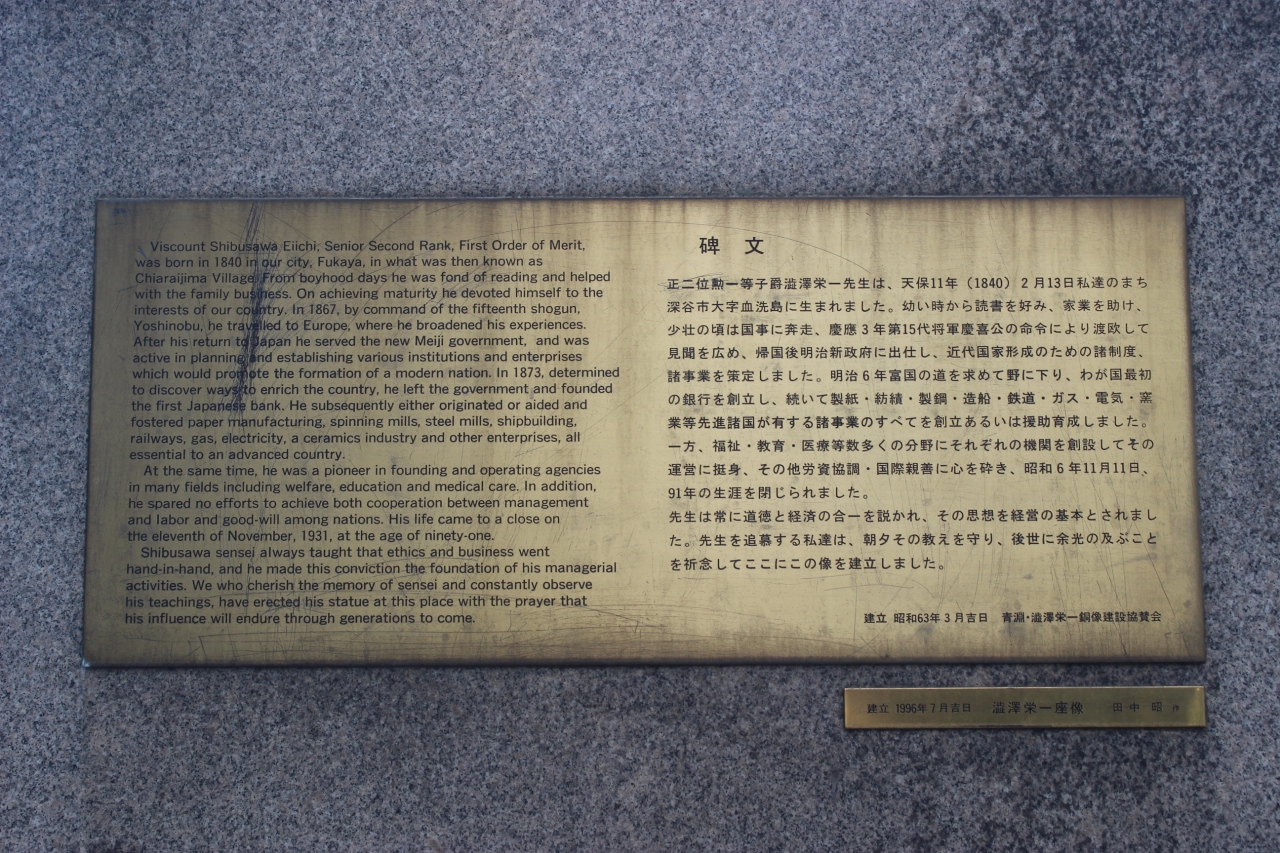 Viscount Shibusawa Eiichi, Senior Second Rank, First Order of Merit,
was born in 1840 in our city, Fukaya, in what was then known as
Chiaraijima Village. From boyhood days he was fond of reading and helped
with the family business. On achieving maturity he devoted himself to the
interests of our country. In 1867, by command of the fifteenth shogun,
Yoshinobu, he travelled to Europe, where he broadened his experiences.
After his return to Japan he served the new Meiji government, and was
active in planning and establishing various institutions and enterprises
which would promote the formation of a modern nation. In 1873, determined
to discover ways to enrich the country, he left the government and founded
the first Japanese bank. He subsequently either originated or aided and
fostered paper manufacturing, spinning mills, steel mills, shipbuilding,
railways, gas, electricity, a ceramics industry and other enterprises, all
essential to an advanced country.
At the same time, he was a pioneer in founding and operating agencies
in many fields including welfare, education and medical care. In addition,
he spared no efforts to achieve both cooperation between management
and labor and good-will among nations. His life came to a close on
the eleventh of November, 1931, at the age of ninety-one.
Shibusawa sensei always taught that ethics and business went
hand-in-hand, and he made this conviction the foundation of his managerial
activities. We who cherish the memory of sensei and constantly observe
his teachings, have erected his statue at this place with the prayer that
his influence will endure through generations to come.
碑 文
正二位勲一等子爵澁澤栄一先生は、天保11年（1840）2月13日私達のまち
深谷市大字血洗島に生まれました。幼い時から読書を好み、家業を助け、
少壮の頃は国事に奔走、慶應3年第15代将軍慶喜公の命令により渡欧して
見聞を広め、帰国後明治新政府に出仕し、近代国家形成のための諸制度、
諸事業を策定しました。明治6年富国の道を求めて野に下り、わが国最初
の銀行を創立し、続いて製紙・紡績・製鋼・造船・鉄道・ガス・電気・窯
業等先進諸国が有する諸事業のすべてを創立あるいは援助育成しました。
一方、福祉・教育・医療等数多くの分野にそれぞれの機関を創設してその
運営に挺身、その他労資協調・国際親善に心を砕き、昭和6年11月11日、
91年の生涯を閉じられました。
先生は常に道徳と経済の合一を説かれ、その思想を経営の基本とされまし
た。先生を追慕する私達は、朝夕その教えを守り、後世に余光の及ぶこと
を祈念してここにこの像を建立しました。
建立 昭和63年3月吉日 青淵・澁澤栄一銅像建設協賛会
建立 1996年7月吉日 澁澤栄一座像 田中 昭 作